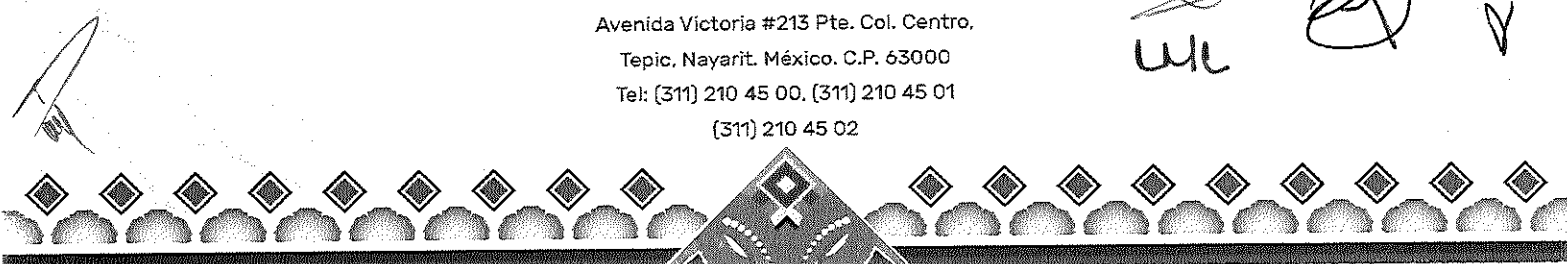 Avenida Victoria #213 Pte. Col. Centro,
Tepic, Nayarit. México. C.P. 63000
Tel: (311) 210 45 00, (311) 210 45 01
(311) 210 45 02